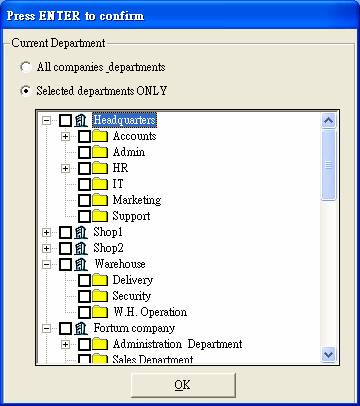 Press ENTER to confirm
Current Department
All companies_departments
Selected departments ONLY
Headquarters
Accounts
Admin
HR
IT
Marketing
Support
Shop1
Shop2
Warehouse
Delivery
Security
W.H. Operation
Fortum company
Administration Department
Sales Department
OK